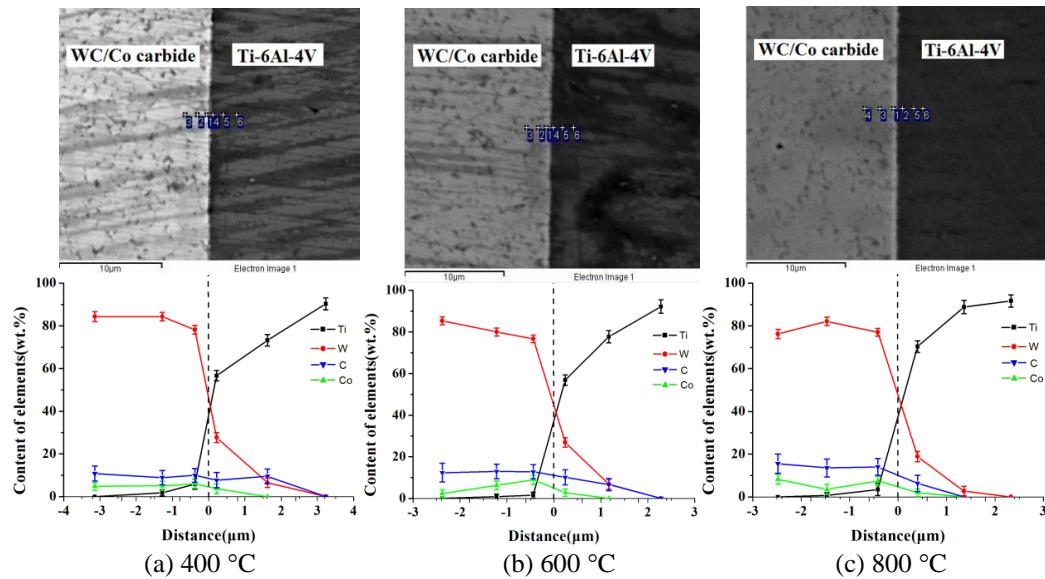 WC/Co carbide Ti-6Al-4V
3 2 1 4 5 6
10µm Electron Image 1
WC/Co carbide Ti-6Al-4V
3 2 1 4 5 6
10µm Electron Image 1
WC/Co carbide Ti-6Al-4V
4 3 1 2 5 6
10µm Electron Image 1
Content of elements(wt.%)
100
80
60
40
20
0
Ti
W
C
Co
-4 -3 -2 -1 0 1 2 3 4
Distance(µm)
(a) 400 °C
Content of elements(wt.%)
100
80
60
40
20
0
Ti
W
C
Co
-3 -2 -1 0 1 2 3
Distance(µm)
(b) 600 °C
Content of elements(wt.%)
100
80
60
40
20
0
Ti
W
C
Co
-3 -2 -1 0 1 2 3
Distance(µm)
(c) 800 °C